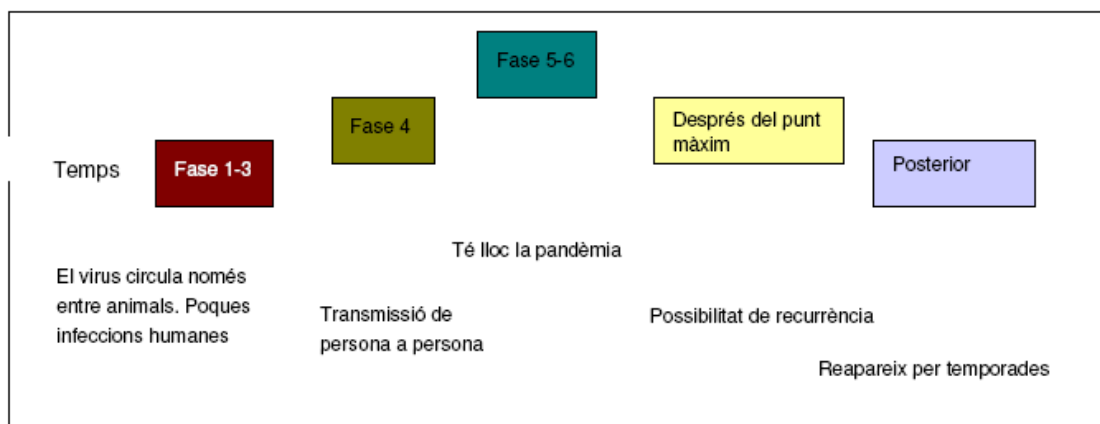 Fase 5-6
Fase 4
Després del punt
màxim
Temps
Fase 1-3
Posterior
Té lloc la pandèmia
El virus circula només
entre animals. Poques
infeccions humanes
Transmissió de
persona a persona
Possibilitat de recurrència
Reapareix per temporades